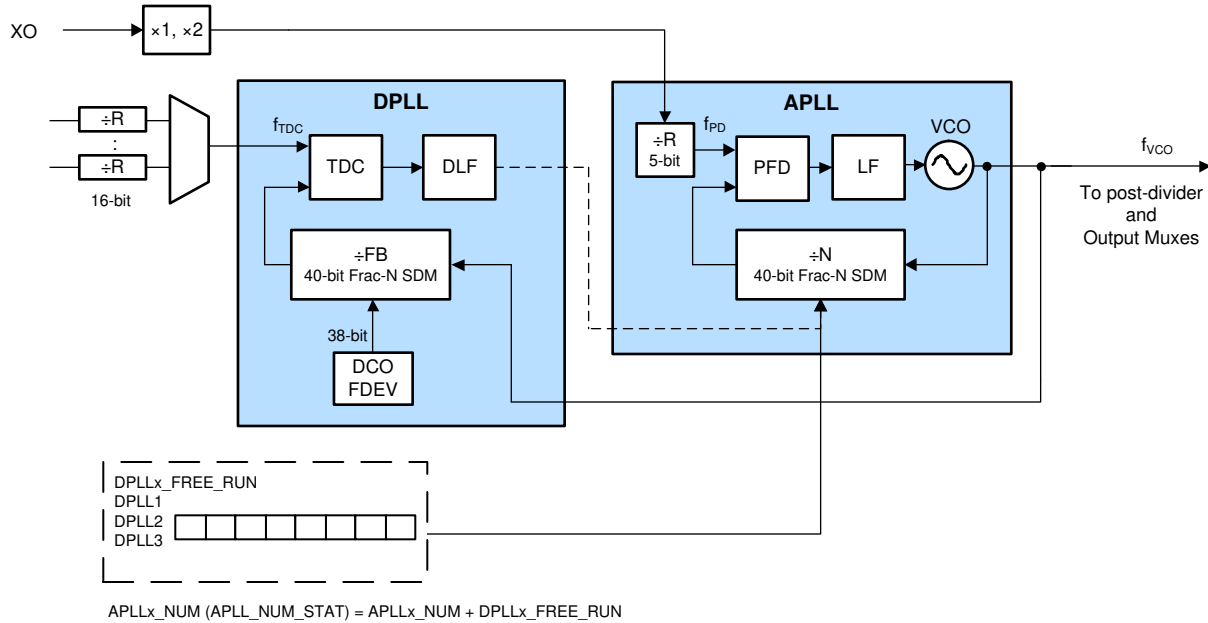 XO
×1, ×2
÷R
:
÷R
16-bit
DPLL
f_TDC
TDC
DLF
÷FB
40-bit Frac-N SDM
38-bit
DCO
FDEV
APLL
÷R
5-bit
f_PD
PFD
LF
VCO
÷N
40-bit Frac-N SDM
f_VCO
To post-divider
and
Output Muxes
DPLLx_FREE_RUN
DPLL1
DPLL2
DPLL3
APLLx_NUM (APLL_NUM_STAT) = APLLx_NUM + DPLLx_FREE_RUN